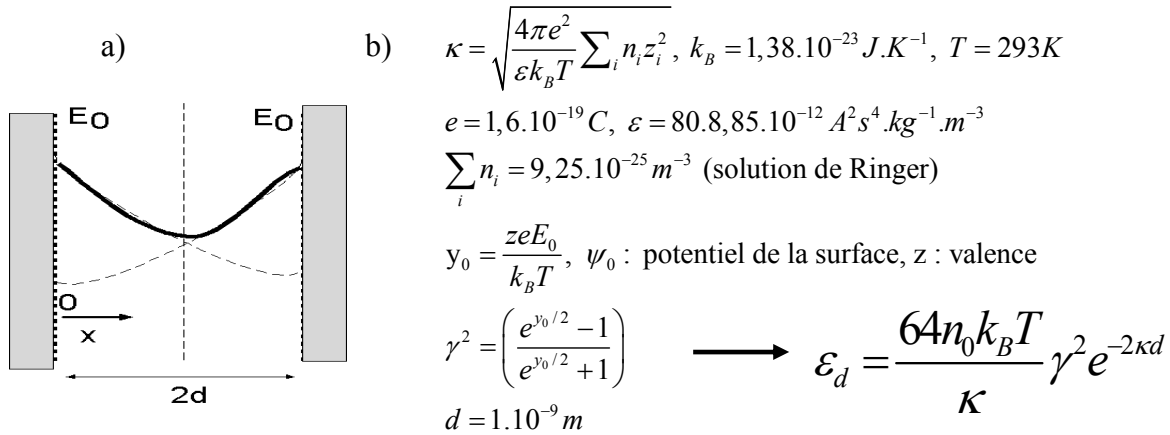 a)
E0 E0
0
x
2d
b)
κ = √(4πe²/(εk_BT) ∑_i n_i z_i²), k_B = 1,38.10⁻²³ J.K⁻¹, T = 293K
e = 1,6.10⁻¹⁹ C, ε = 80.8,85.10⁻¹² A²s⁴.kg⁻¹.m⁻³
∑_i n_i = 9,25.10⁻²⁵ m⁻³ (solution de Ringer)
y₀ = zeE₀/(k_BT), ψ₀ : potentiel de la surface, z : valence
γ² = ((e^(y₀/2) − 1)/(e^(y₀/2) + 1))
d = 1.10⁻⁹ m
ε_d = (64n₀k_BT/κ) γ² e^(−2κd)